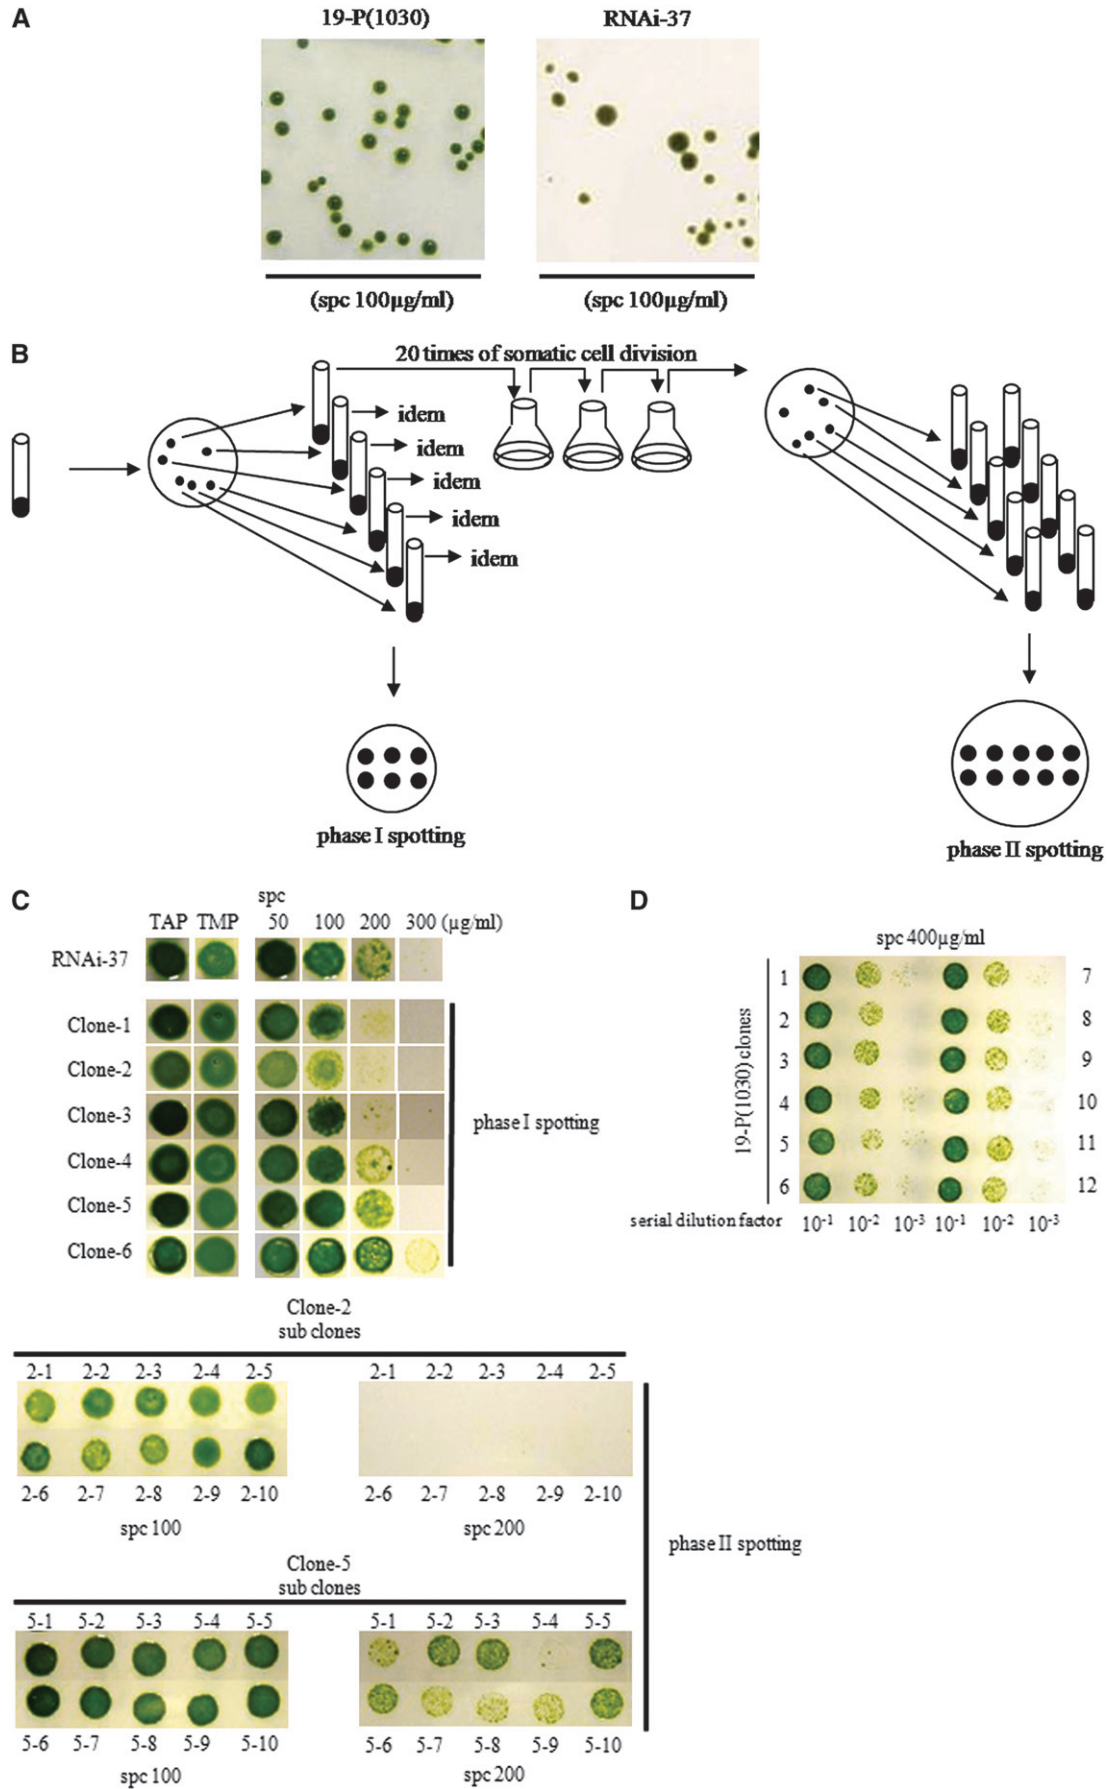 A
19-P(1030) RNAi-37
(spc 100µg/ml) (spc 100µg/ml)
B
20 times of somatic cell division
idem
idem
idem
idem
idem
phase I spotting
phase II spotting
C
spc
TAP TMP 50 100 200 300 (µg/ml)
RNAi-37
Clone-1
Clone-2
Clone-3
Clone-4
Clone-5
Clone-6
phase I spotting
D
spc 400µg/ml
19-P(1030) clones
1 7
2 8
3 9
4 10
5 11
6 12
serial dilution factor 10-1 10-2 10-3 10-1 10-2 10-3
Clone-2
sub clones
2-1 2-2 2-3 2-4 2-5 2-1 2-2 2-3 2-4 2-5
2-6 2-7 2-8 2-9 2-10 2-6 2-7 2-8 2-9 2-10
spc 100 spc 200
phase II spotting
Clone-5
sub clones
5-1 5-2 5-3 5-4 5-5 5-1 5-2 5-3 5-4 5-5
5-6 5-7 5-8 5-9 5-10 5-6 5-7 5-8 5-9 5-10
spc 100 spc 200